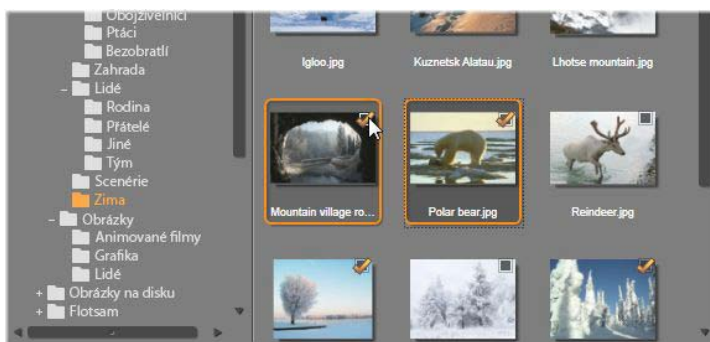 Obojživelníci
Ptáci
Bezobratlí
Zahrada
– Lidé
Rodina
Přátelé
Jiné
Tým
Scenérie
Zima
– Obrázky
Animované filmy
Grafika
Lidé
+ Obrázky na disku
+ Flotsam
Igloo.jpg
Kuznetsk Alatau.jpg
Lhotse mountain.jpg
Mountain village ro...
Polar bear.jpg
Reindeer.jpg